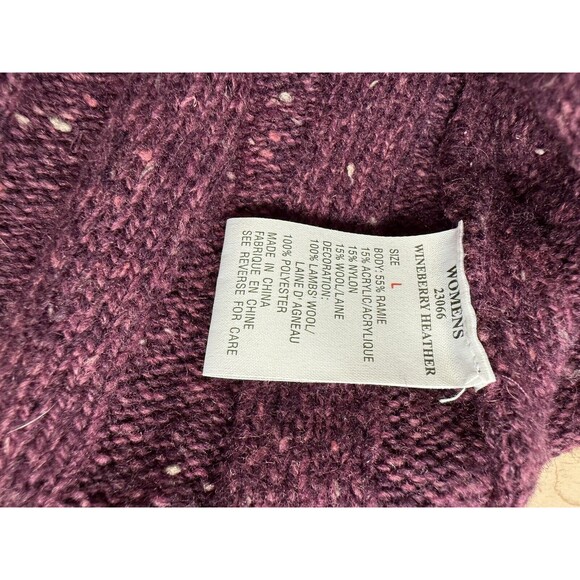 WOMENS
23066
WINEBERRY HEATHER
SIZE L
BODY: 55% RAMIE
15% ACRYLIC/ACRYLIQUE
15% NYLON
15% WOOL/LAINE
DECORATION:
100% LAMBS' WOOL/
LAINE D' AGNEAU
100% POLYESTER
MADE IN CHINA
FABRIQUE EN CHINE
SEE REVERSE FOR CARE